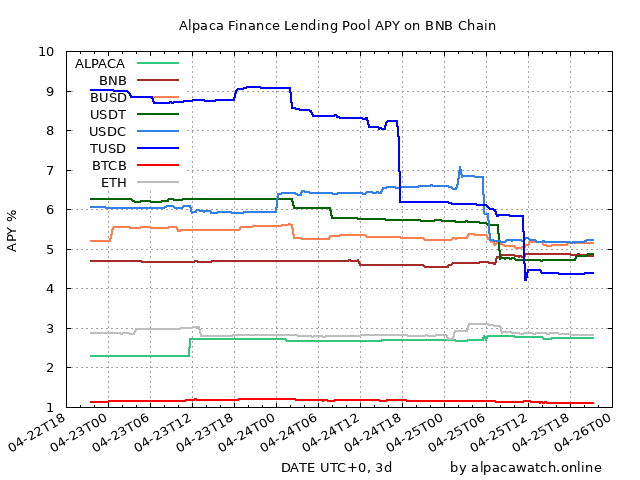 Alpaca Finance Lending Pool APY on BNB Chain
APY %
10
9
8
7
6
5
4
3
2
1
ALPACA
BNB
BUSD
USDT
USDC
TUSD
BTCB
ETH
04-22T18
04-23T00
04-23T06
04-23T12
04-23T18
04-24T00
04-24T06
04-24T12
04-24T18
04-25T00
04-25T06
04-25T12
04-25T18
04-26T00
DATE UTC+0, 3d
by alpacawatch.online